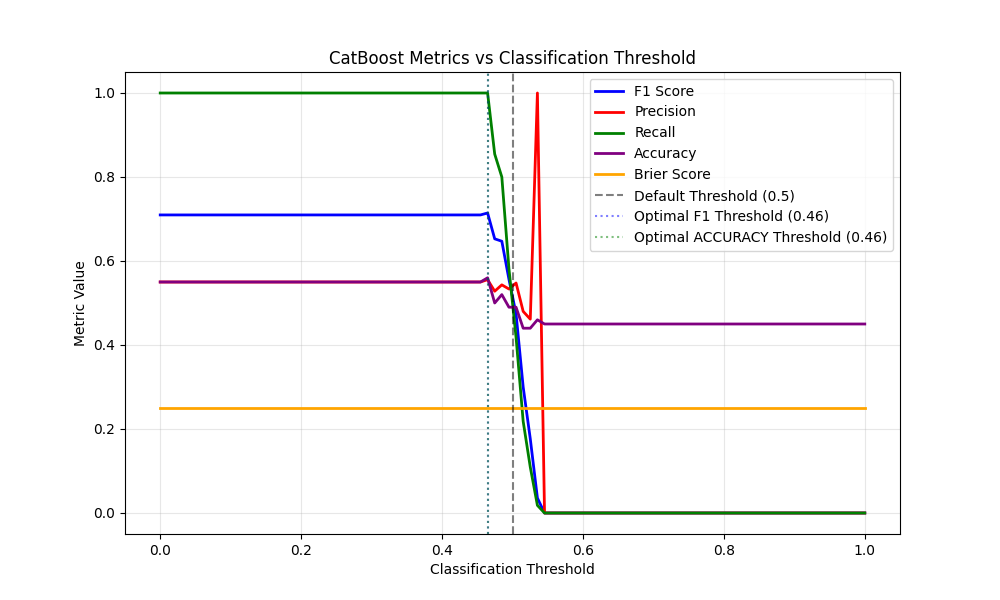 CatBoost Metrics vs Classification Threshold
Metric Value
1.0
0.8
0.6
0.4
0.2
0.0
F1 Score
Precision
Recall
Accuracy
Brier Score
Default Threshold (0.5)
Optimal F1 Threshold (0.46)
Optimal ACCURACY Threshold (0.46)
0.0 0.2 0.4 0.6 0.8 1.0
Classification Threshold